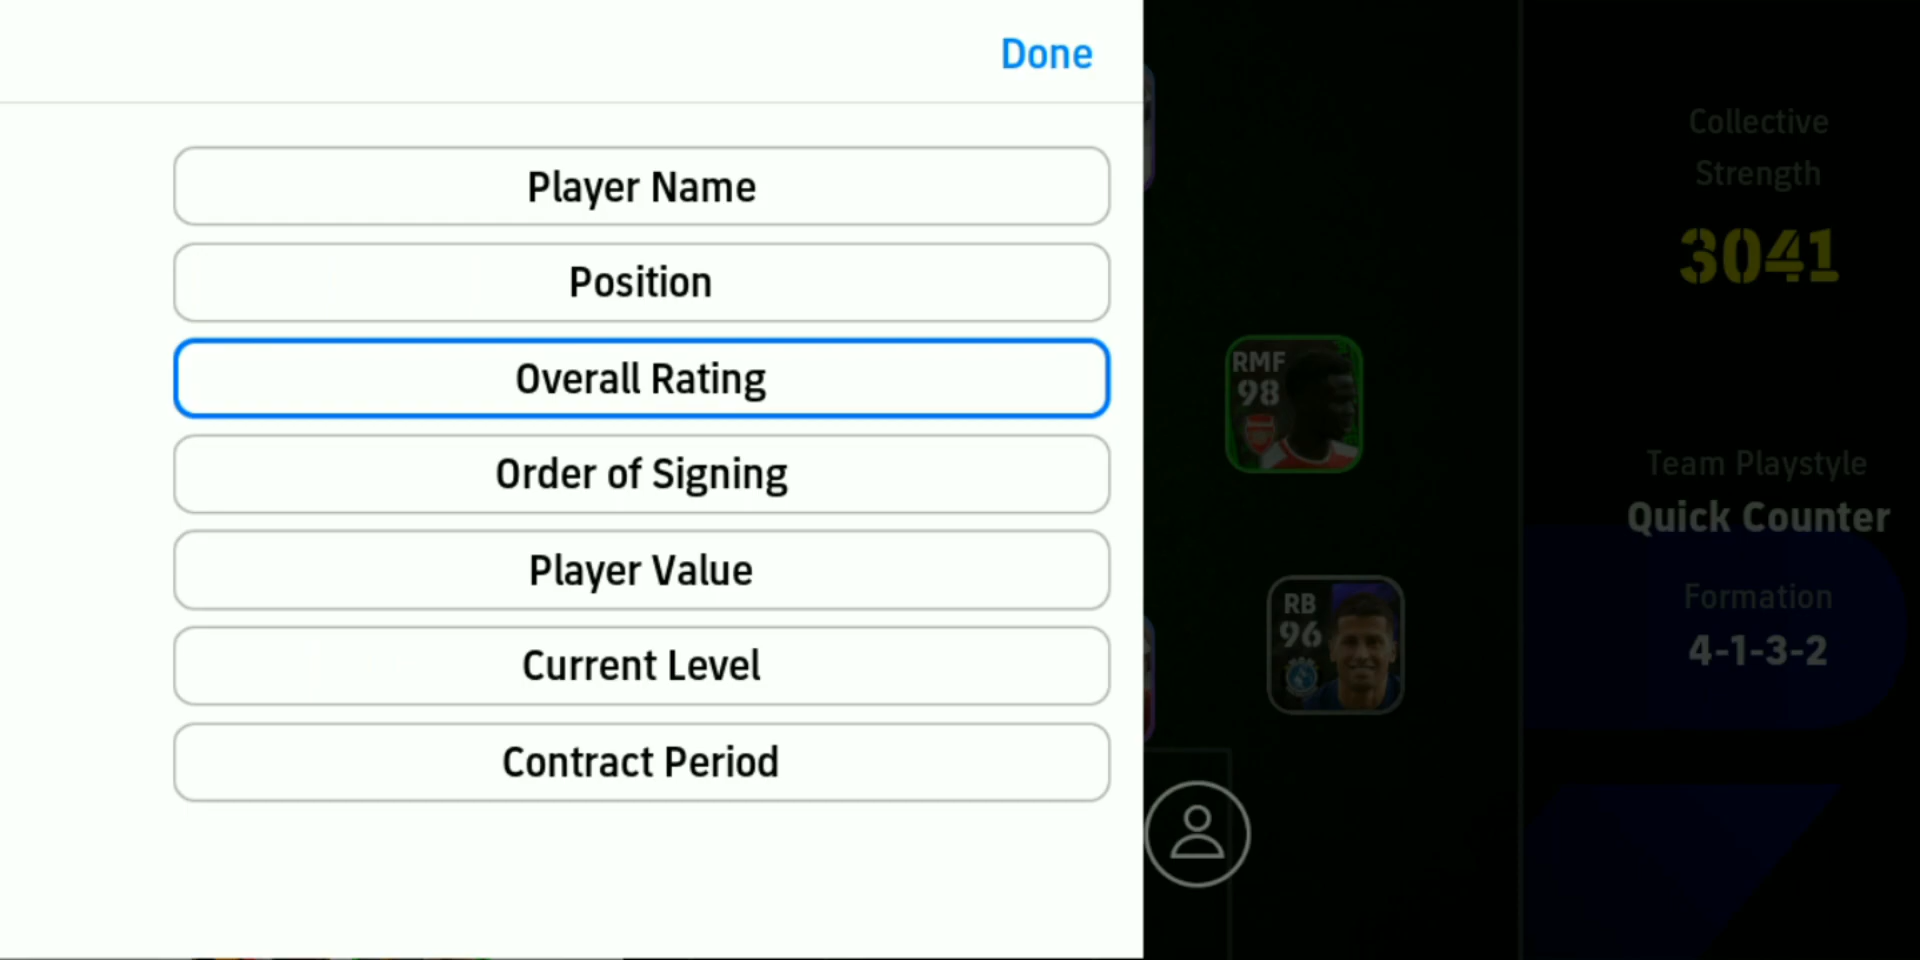 Done
Player Name
Position
Overall Rating
Order of Signing
Player Value
Current Level
Contract Period
Collective
Strength
3041
RMF
98
Team Playstyle
Quick Counter
RB
96
Formation
4-1-3-2